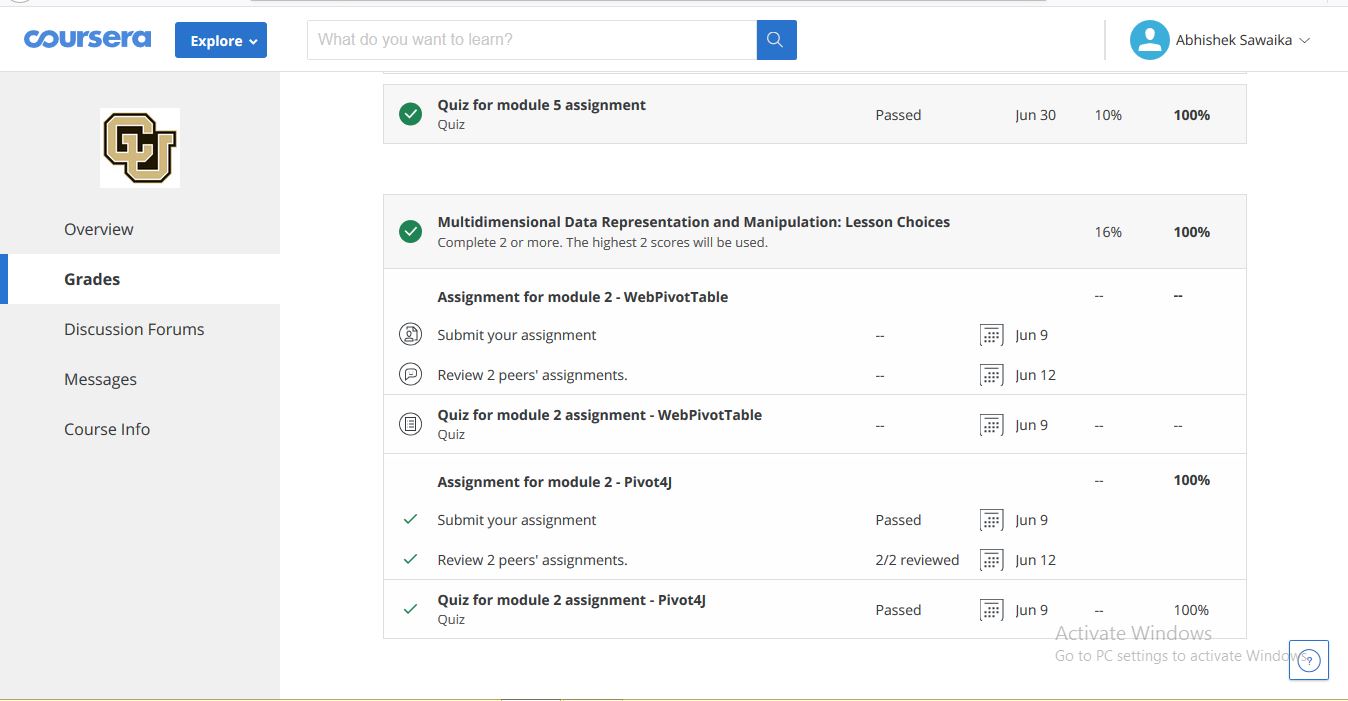 coursera
Explore
What do you want to learn?
Abhishek Sawaika
CU
Overview
Grades
Discussion Forums
Messages
Course Info
Quiz for module 5 assignment
Quiz
Passed Jun 30 10% 100%
Multidimensional Data Representation and Manipulation: Lesson Choices
Complete 2 or more. The highest 2 scores will be used.
16% 100%
Assignment for module 2 - WebPivotTable -- --
Submit your assignment -- Jun 9
Review 2 peers' assignments. -- Jun 12
Quiz for module 2 assignment - WebPivotTable
Quiz
-- Jun 9 -- --
Assignment for module 2 - Pivot4J -- 100%
Submit your assignment Passed Jun 9
Review 2 peers' assignments. 2/2 reviewed Jun 12
Quiz for module 2 assignment - Pivot4J
Quiz
Passed Jun 9 -- 100%
Activate Windows
Go to PC settings to activate Windows.
?